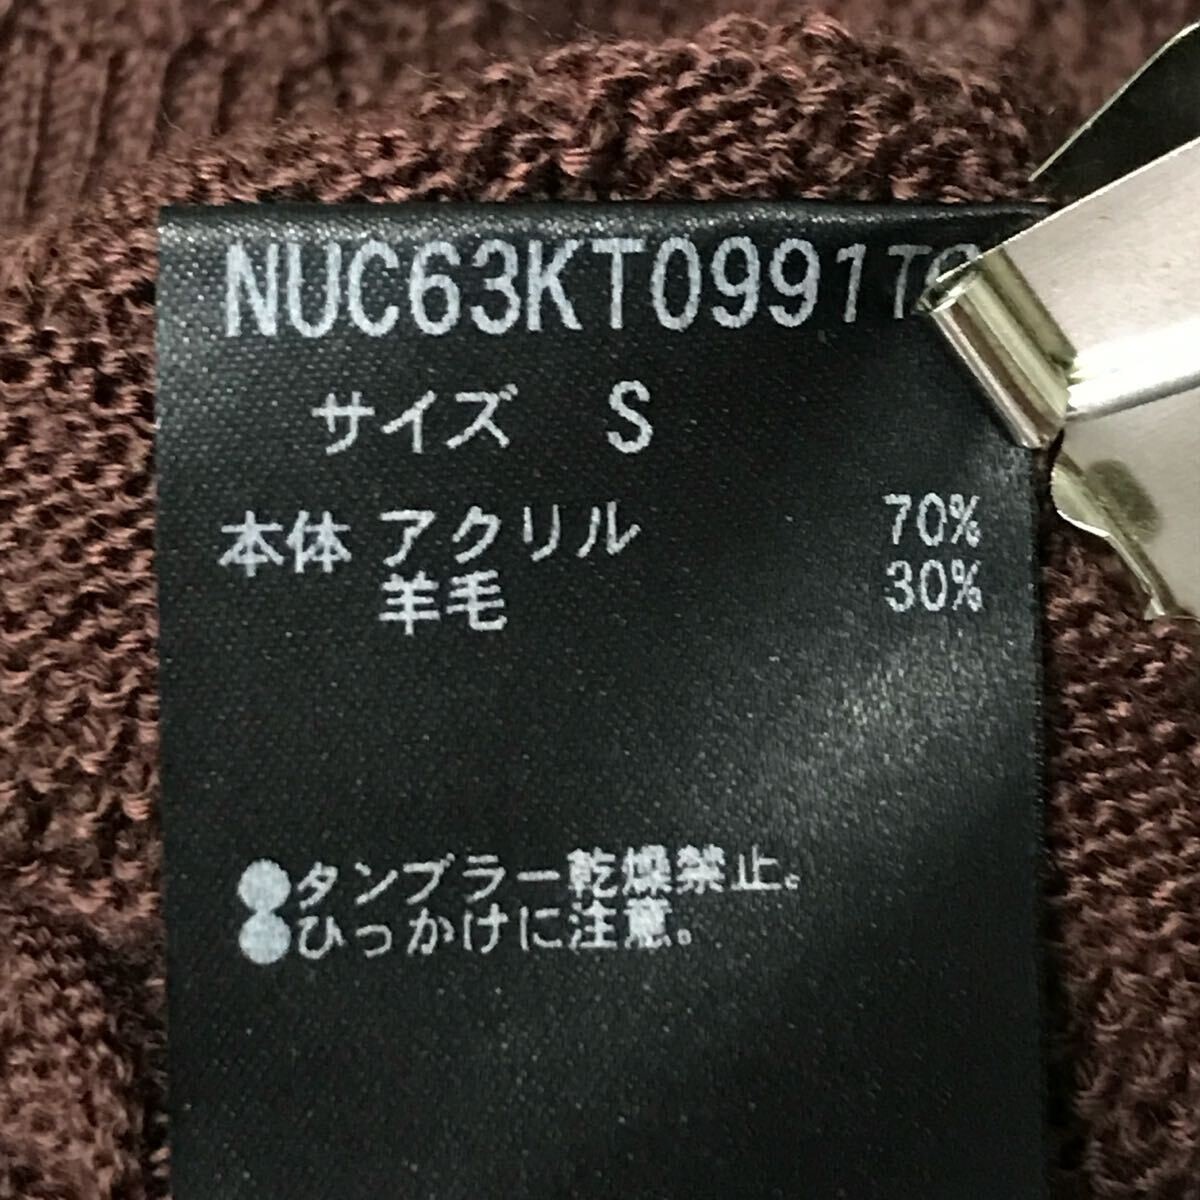 NUC63KT0991T
サイズ S
本体 アクリル 70%
羊毛 30%
●タンブラー乾燥禁止。
●ひっかけに注意。